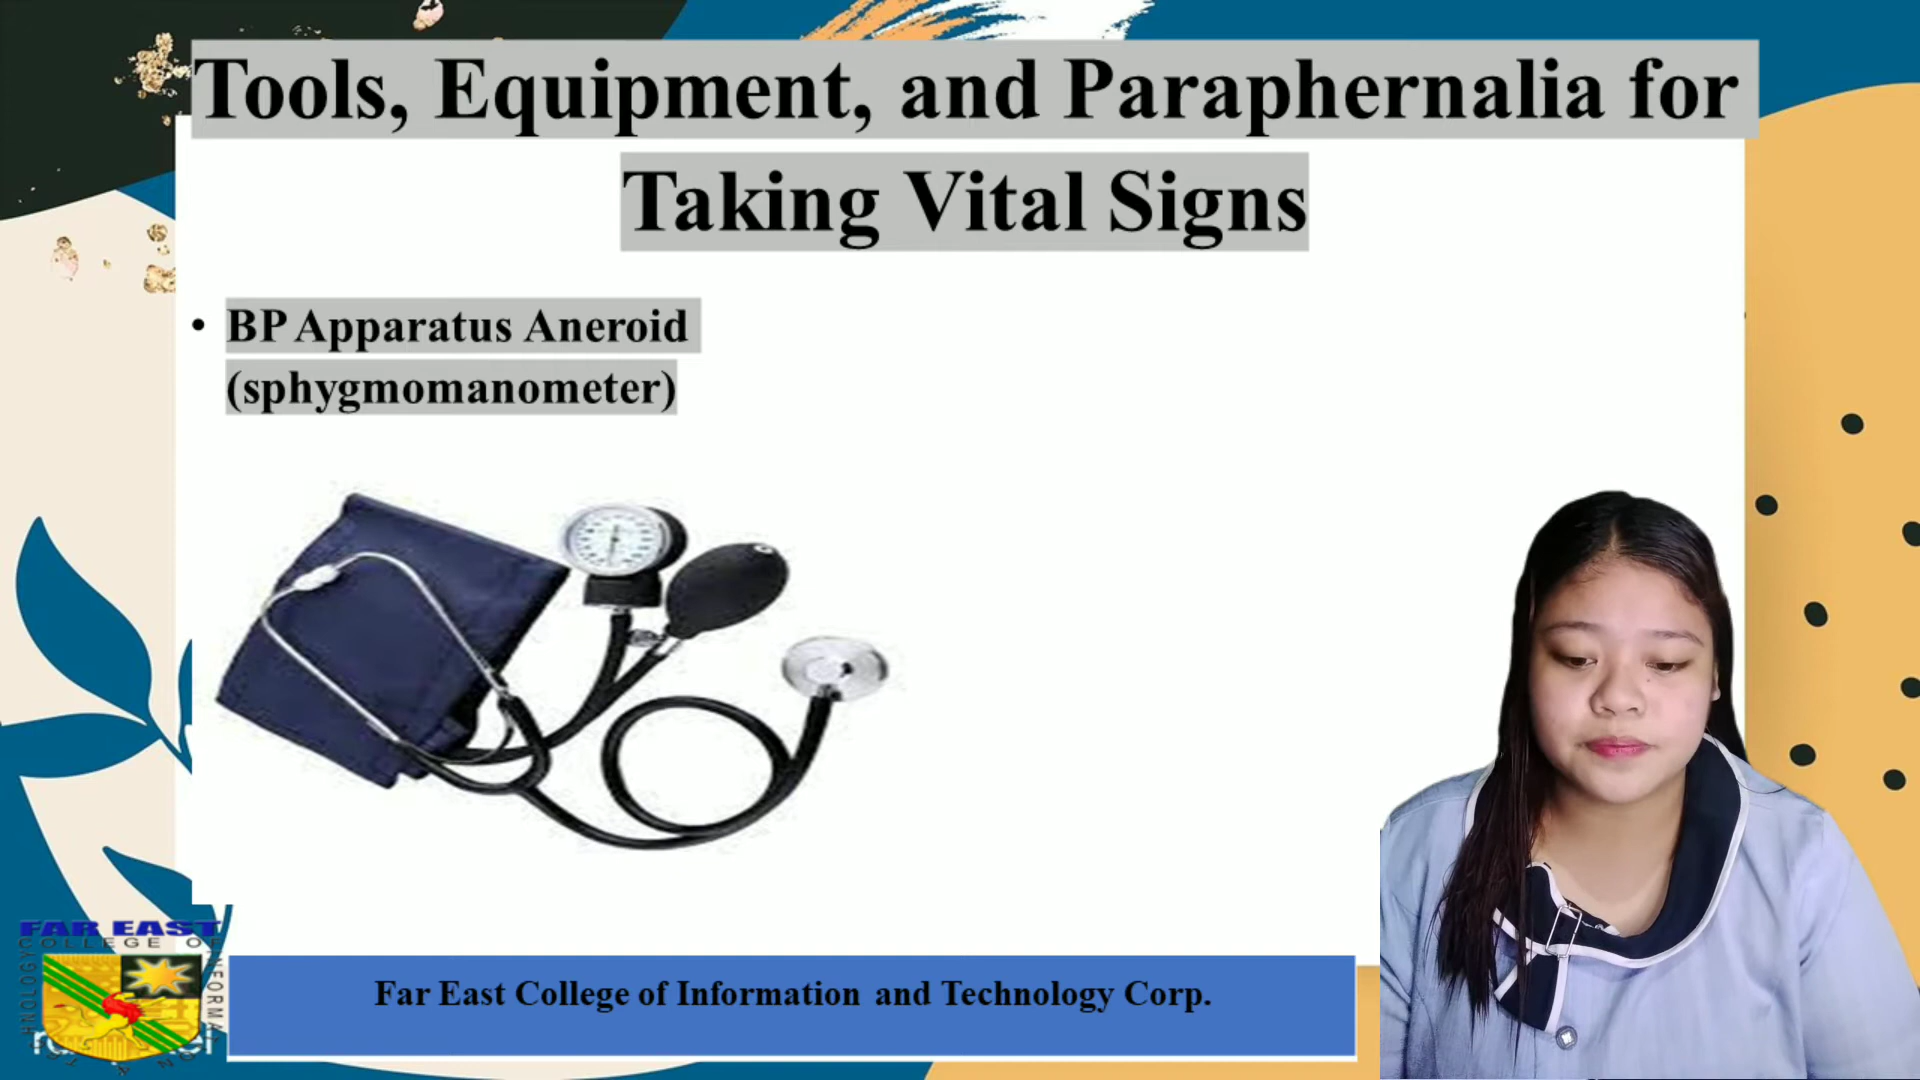 Tools, Equipment, and Paraphernalia for
Taking Vital Signs
• BP Apparatus Aneroid
(sphygmomanometer)
FAR EAST
COLLEGE OF
Far East College of Information and Technology Corp.